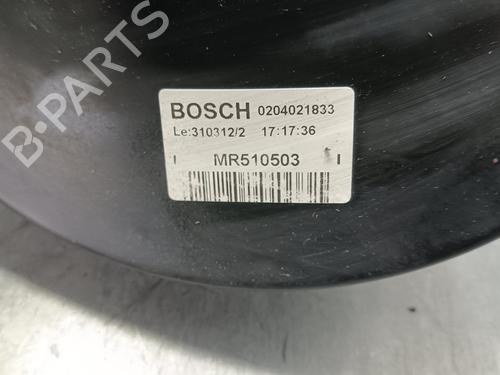 B-PARTS
BOSCH 0204021833
Le:310312/2 17:17:36
I MR510503 I